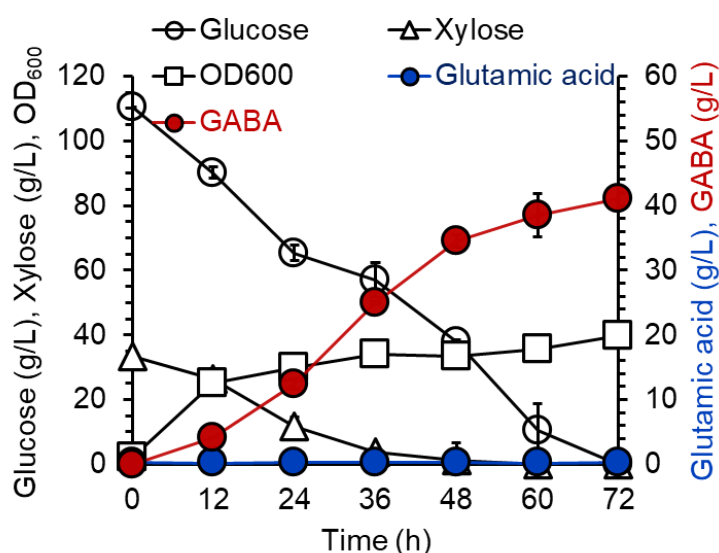 Glucose
Xylose
OD600
Glutamic acid
GABA
Glucose (g/L), Xylose (g/L), OD600
120
100
80
60
40
20
0
60
50
40
30
20
10
0
Glutamic acid (g/L), GABA (g/L)
0 12 24 36 48 60 72
Time (h)